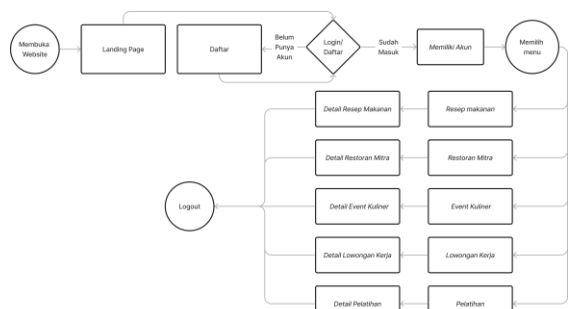 Membuka
Website
Landing Page
Daftar
Belum
Punya
Akun
Login/
Daftar
Sudah
Masuk
Memiliki Akun
Memilih
menu
Detail Resep Makanan
Resep makanan
Detail Restoran Mitra
Restoran Mitra
Logout
Detail Event Kuliner
Event Kuliner
Detail Lowongan Kerja
Lowongan Kerja
Detail Pelatihan
Pelatihan